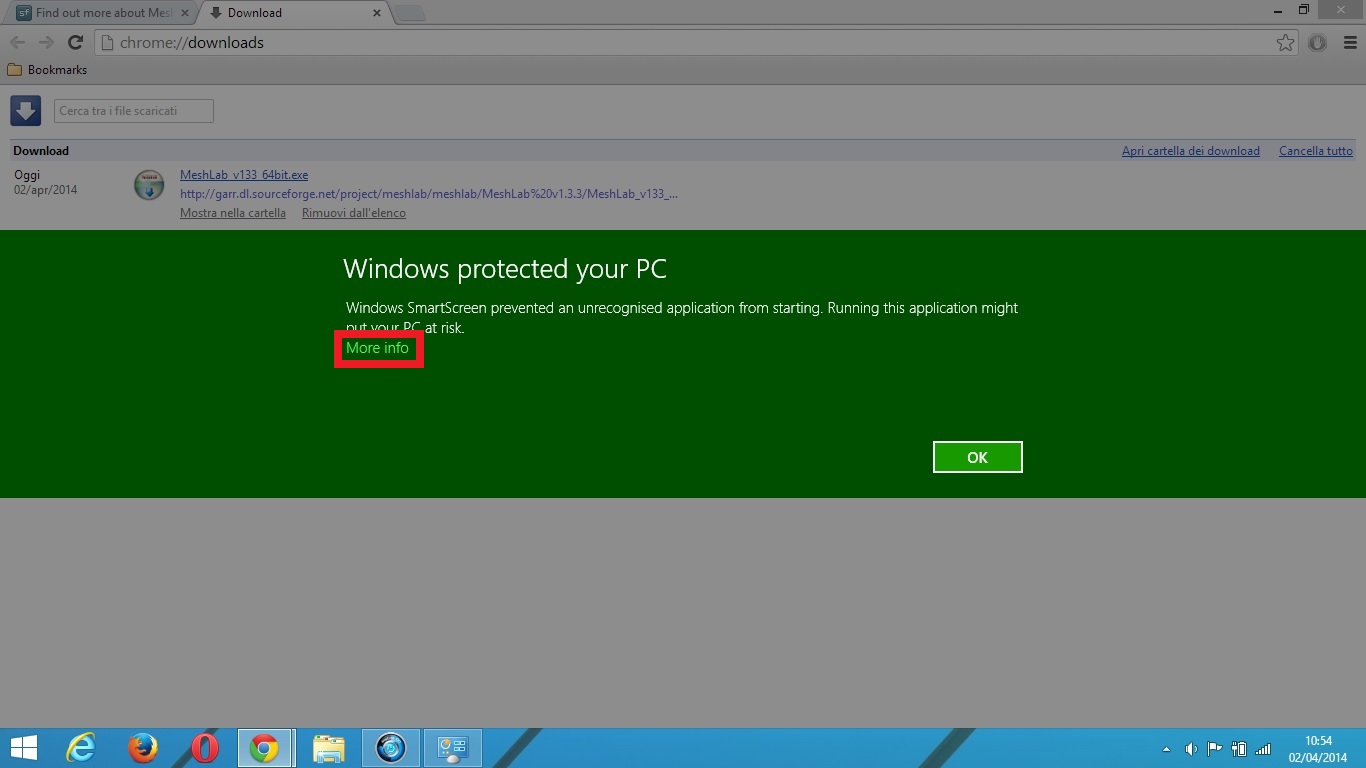 sf Find out more about Mesh
Download
chrome://downloads
Bookmarks
Cerca tra i file scaricati
Download
Apri cartella dei download
Cancella tutto
Oggi
02/apr/2014
MeshLab_v133_64bit.exe
http://garr.dl.sourceforge.net/project/meshlab/meshlab/MeshLab%20v1.3.3/MeshLab_v133_...
Mostra nella cartella
Rimuovi dall'elenco
Windows protected your PC
Windows SmartScreen prevented an unrecognised application from starting. Running this application might
put your PC at risk.
More info
OK
10:54
02/04/2014